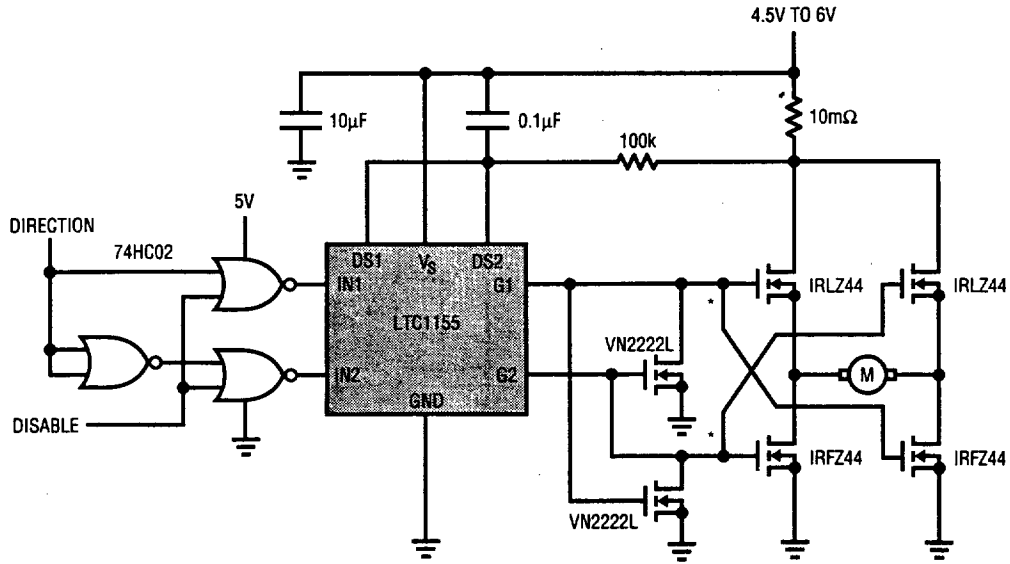 4.5V TO 6V
10µF
0.1µF
10mΩ
100k
5V
DIRECTION
74HC02
DS1
VS
DS2
IN1
G1
IRLZ44
IRLZ44
*
LTC1155
VN2222L
IN2
G2
M
GND
DISABLE
*
IRFZ44
IRFZ44
VN2222L